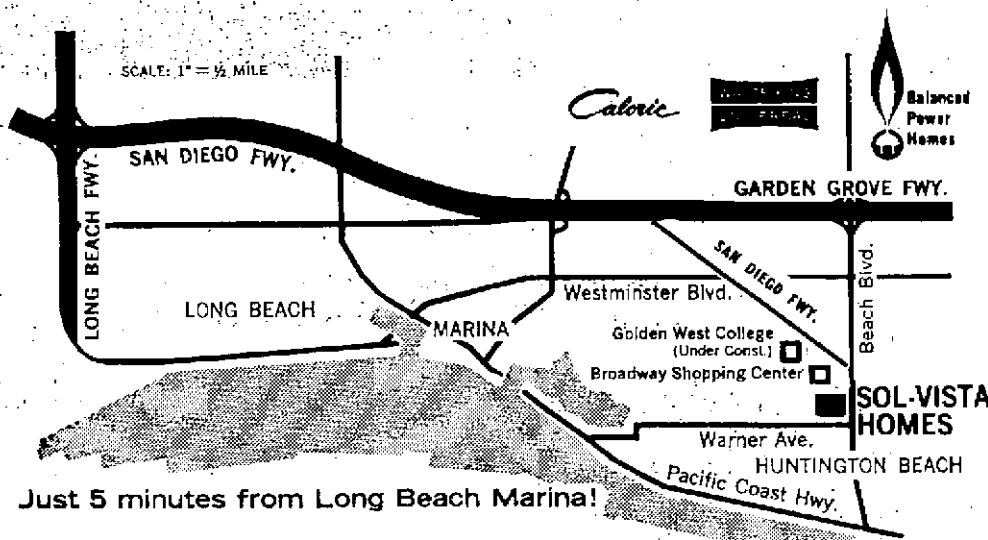 SCALE: 1" = ½ MILE
Caloric
Balanced
Power
Homes
SAN DIEGO FWY.
GARDEN GROVE FWY.
LONG BEACH FWY.
SAN DIEGO FWY.
Beach Blvd.
Westminster Blvd.
LONG BEACH
MARINA
Golden West College
(Under Const.)
Broadway Shopping Center
SOL-VISTA
HOMES
Warner Ave.
HUNTINGTON BEACH
Pacific Coast Hwy.
Just 5 minutes from Long Beach Marina!